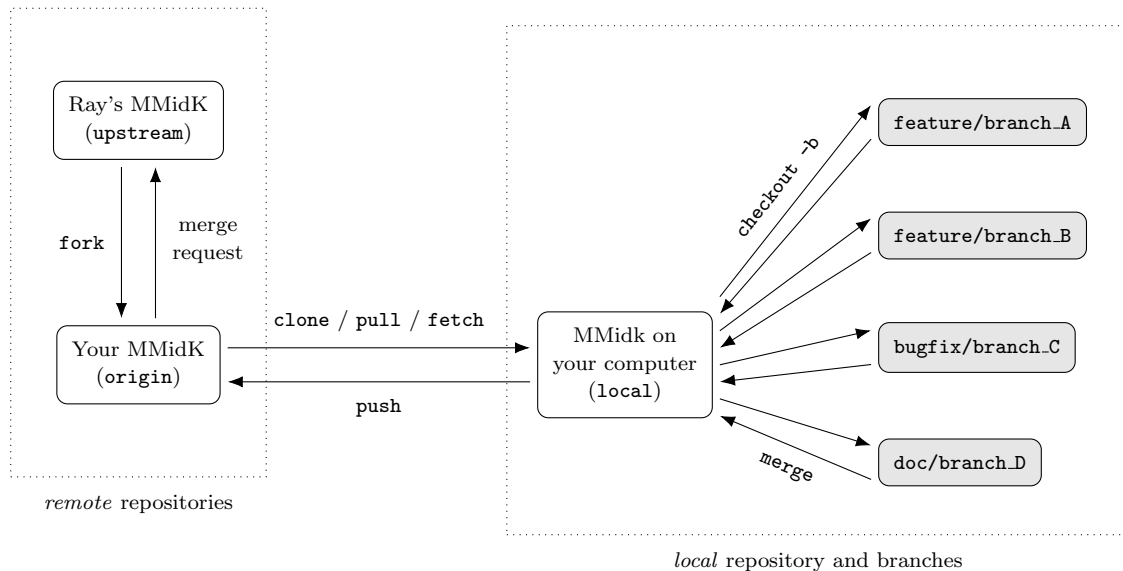 Ray's MMidK
(upstream)
fork
merge
request
Your MMidK
(origin)
remote repositories
clone / pull / fetch
push
MMidk on
your computer
(local)
checkout -b
merge
feature/branch_A
feature/branch_B
bugfix/branch_C
doc/branch_D
local repository and branches